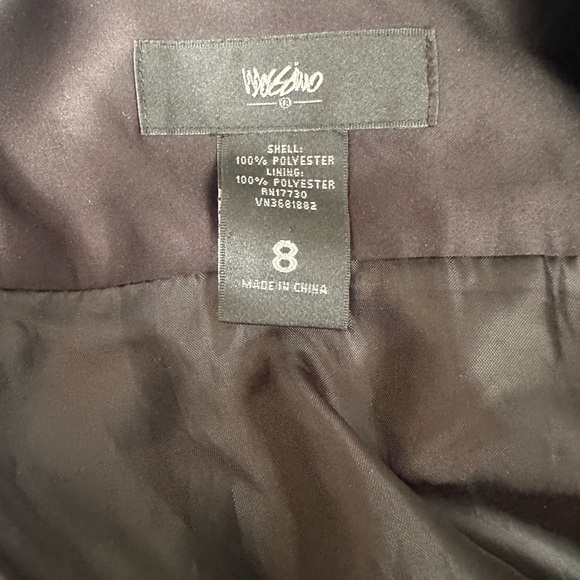 mossimo
®
SHELL:
100% POLYESTER
LINING:
100% POLYESTER
RN17730
VN3681882
8
MADE IN CHINA